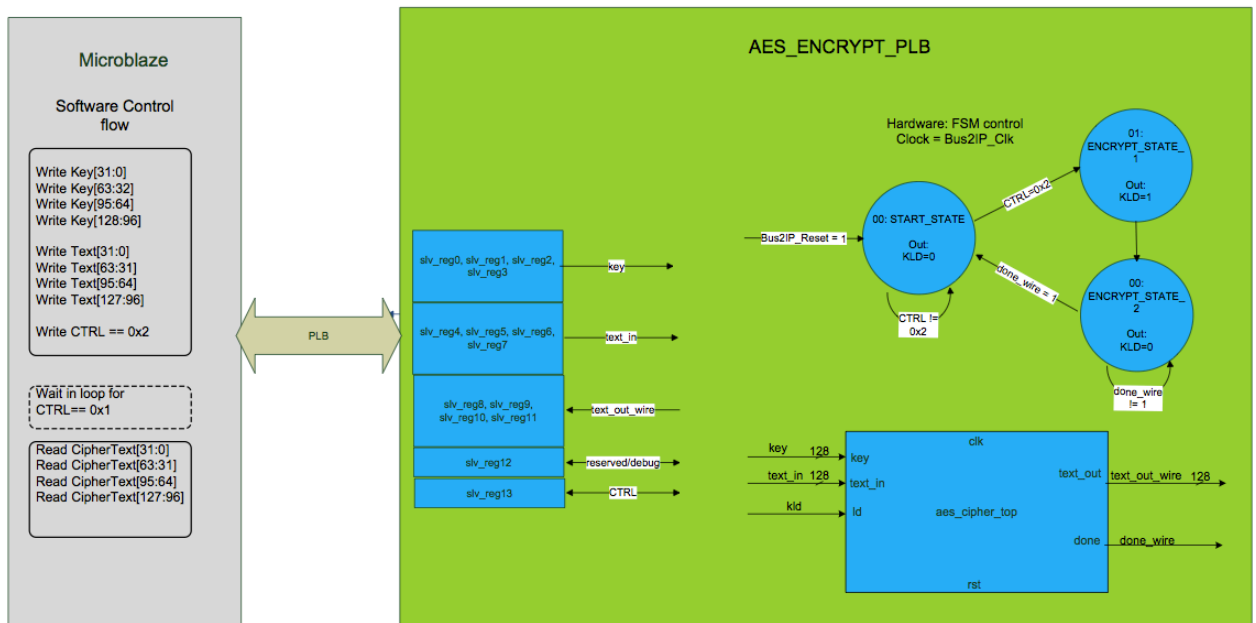 Microblaze
Software Control
flow
Write Key[31:0]
Write Key[63:32]
Write Key[95:64]
Write Key[128:96]
Write Text[31:0]
Write Text[63:31]
Write Text[95:64]
Write Text[127:96]
Write CTRL == 0x2
Wait in loop for
CTRL== 0x1
Read CipherText[31:0]
Read CipherText[63:31]
Read CipherText[95:64]
Read CipherText[127:96]
PLB
AES_ENCRYPT_PLB
Hardware: FSM control
Clock = Bus2IP_Clk
slv_reg0, slv_reg1, slv_reg2,
slv_reg3
key
slv_reg4, slv_reg5, slv_reg6,
slv_reg7
text_in
slv_reg8, slv_reg9,
slv_reg10, slv_reg11
text_out_wire
slv_reg12
reserved/debug
slv_reg13
CTRL
Bus2IP_Reset = 1
00: START_STATE
Out:
KLD=0
CTRL !=
0x2
CTRL=0x2
01:
ENCRYPT_STATE_
1
Out:
KLD=1
done_wire = 1
00:
ENCRYPT_STATE_
2
Out:
KLD=0
done_wire
!= 1
key 128
text_in 128
kld
clk
key
text_in
ld
aes_cipher_top
text_out
done
rst
text_out_wire 128
done_wire